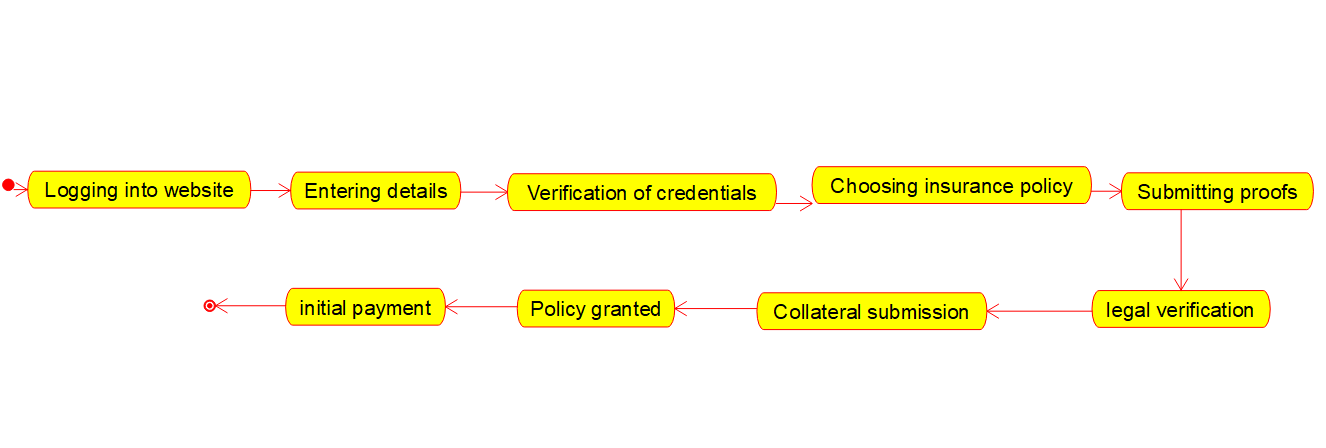 Logging into website
Entering details
Verification of credentials
Choosing insurance policy
Submitting proofs
legal verification
Collateral submission
Policy granted
initial payment